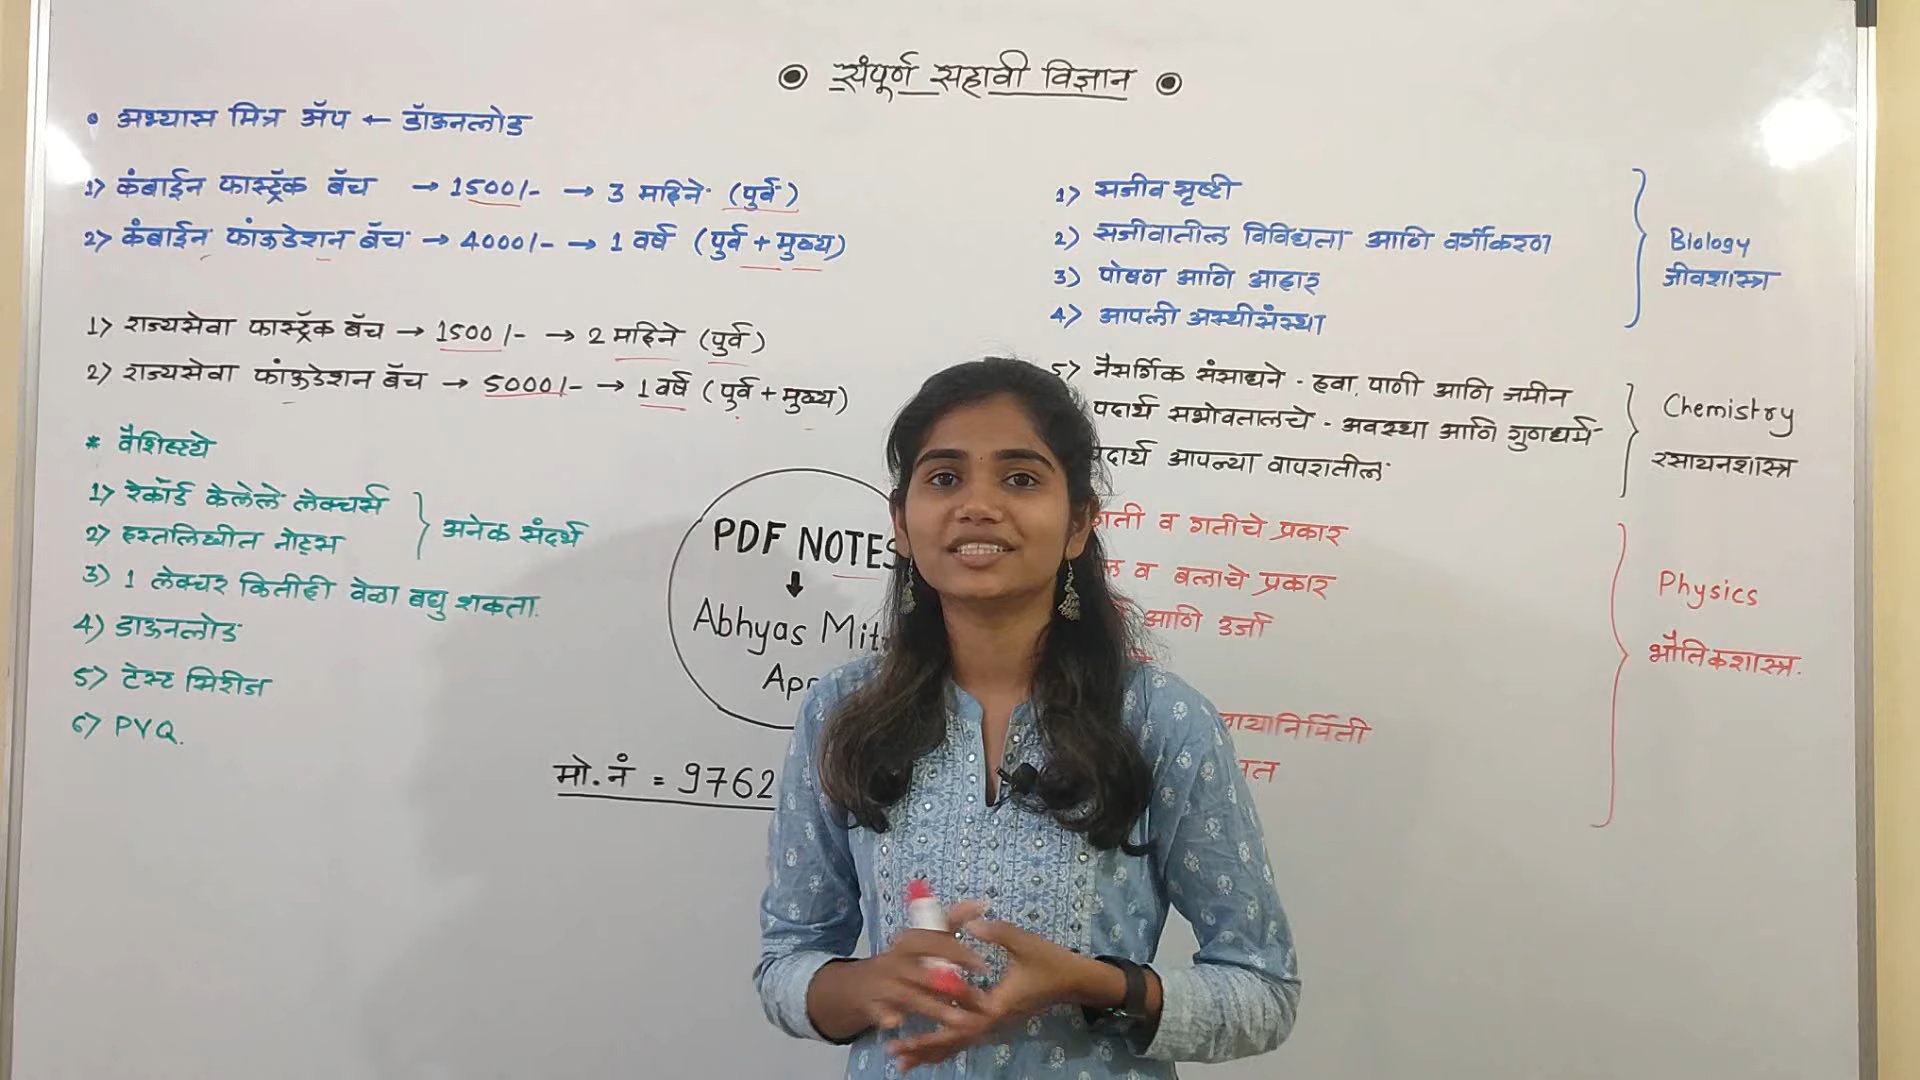 संपूर्ण सहावी विज्ञान
• अभ्यास मित्र ॲप ← डॉऊनलोड
1) कंबाईन फास्ट्रॅक बॅच → 1500/- → 3 महिने (पुर्व)
2) कंबाईन फांऊडेशन बॅच → 4000/- → 1 वर्षे (पुर्व + मुख्य)
1) राज्यसेवा फास्ट्रॅक बॅच → 1500/- → 2 महिने (पुर्व)
2) राज्यसेवा फांऊडेशन बॅच → 5000/- → 1 वर्षे (पुर्व + मुख्य)
* वैशिष्ट्ये
1) रेकॉर्ड केलेले लेक्चर्स
2) हस्तलिखीत नोट्स
अनेक संदर्भ
3) 1 लेक्चर कितीही वेळा बघु शकता.
4) डाऊनलोड
5) टेस्ट सिरीज
6) PYQ.
PDF NOTES
Abhyas Mit
App
मो.नं = 9762
1) सजीव सृष्टी
2) सजीवातील विविधता आणि वर्गीकरण
3) पोषण आणि आहार
4) आपली अस्थीसंस्था
Biology
जीवशास्त्र
5) नैसर्गिक संसाधने - हवा, पाणी आणि जमीन
पदार्थ सभोवतालचे - अवस्था आणि गुणधर्म
पदार्थ आपल्या वापरातील
Chemistry
रसायनशास्त्र
गती व गतीचे प्रकार
व बलाचे प्रकार
आणि उर्जा
छायानिर्मिती
Physics
भौतिकशास्त्र.